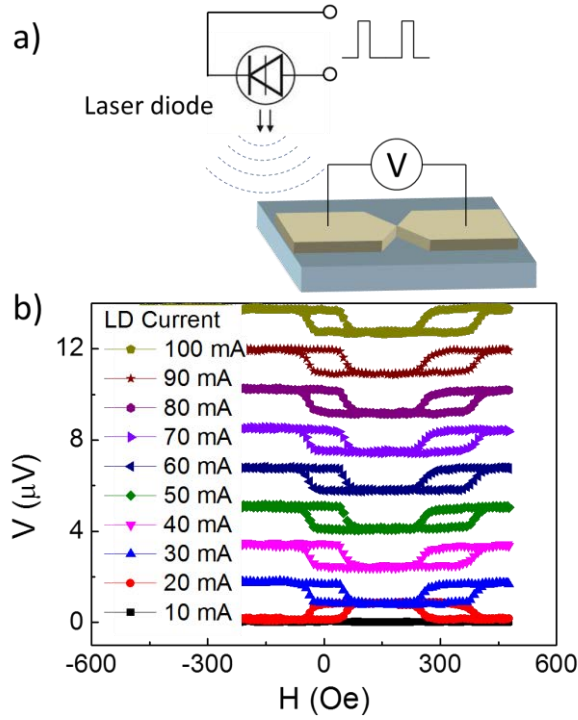 a)
Laser diode
V
b)
LD Current
100 mA
90 mA
80 mA
70 mA
60 mA
50 mA
40 mA
30 mA
20 mA
10 mA
12
8
4
0
V (μV)
-600 -300 0 300 600
H (Oe)